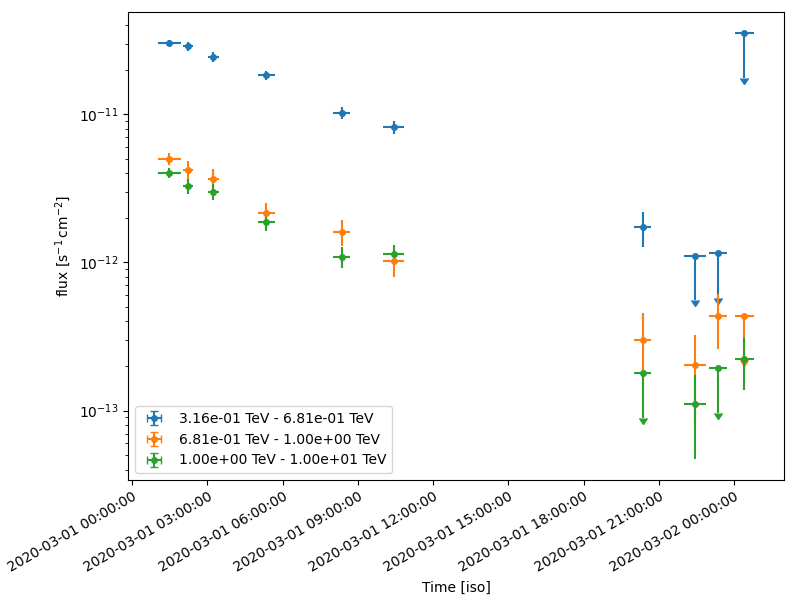 flux [s⁻¹ cm⁻²]
10⁻¹¹
10⁻¹²
10⁻¹³
3.16e-01 TeV - 6.81e-01 TeV
6.81e-01 TeV - 1.00e+00 TeV
1.00e+00 TeV - 1.00e+01 TeV
2020-03-01 00:00:00
2020-03-01 03:00:00
2020-03-01 06:00:00
2020-03-01 09:00:00
2020-03-01 12:00:00
2020-03-01 15:00:00
2020-03-01 18:00:00
2020-03-01 21:00:00
2020-03-02 00:00:00
Time [iso]